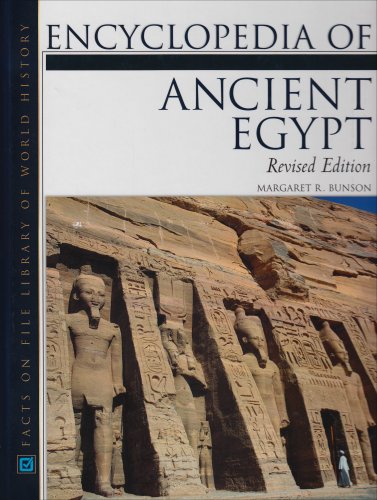 ENCYCLOPEDIA OF
ANCIENT
EGYPT
Revised Edition
MARGARET R. BUNSON
FACTS ON FILE LIBRARY OF WORLD HISTORY